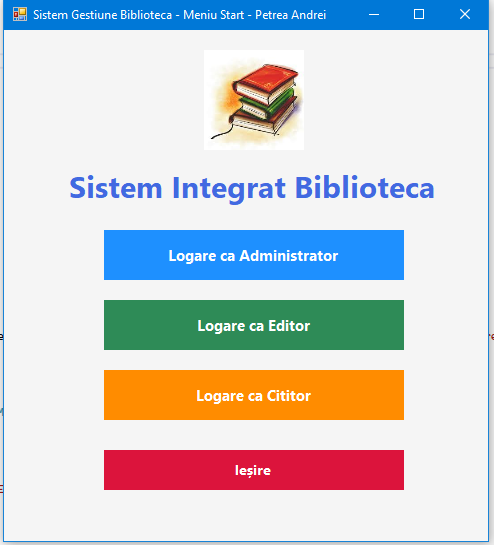 Sistem Gestiune Biblioteca - Meniu Start - Petrea Andrei
Sistem Integrat Biblioteca
Logare ca Administrator
Logare ca Editor
Logare ca Cititor
Ieșire